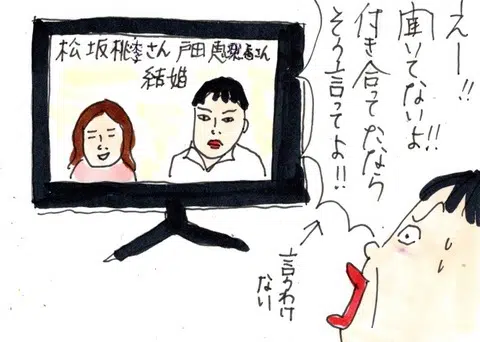 松坂桃李さん 戸田恵梨香さん
結婚
えー!!
聞いてないよ!!
付き合ってたなら
そう言ってよ!!
言うわけ
ない